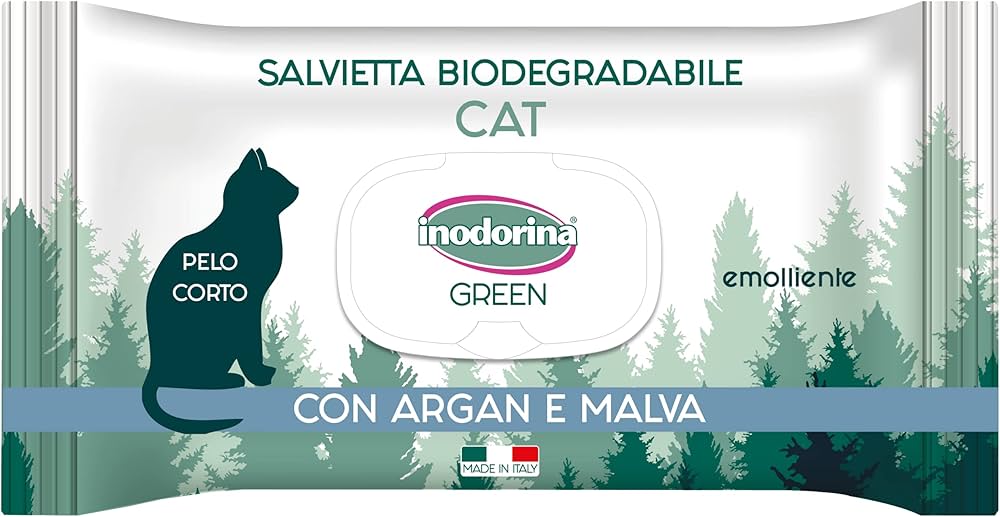 SALVIETTA BIODEGRADABILE
CAT
inodorina®
GREEN
PELO
CORTO
emolliente
CON ARGAN E MALVA
MADE IN ITALY